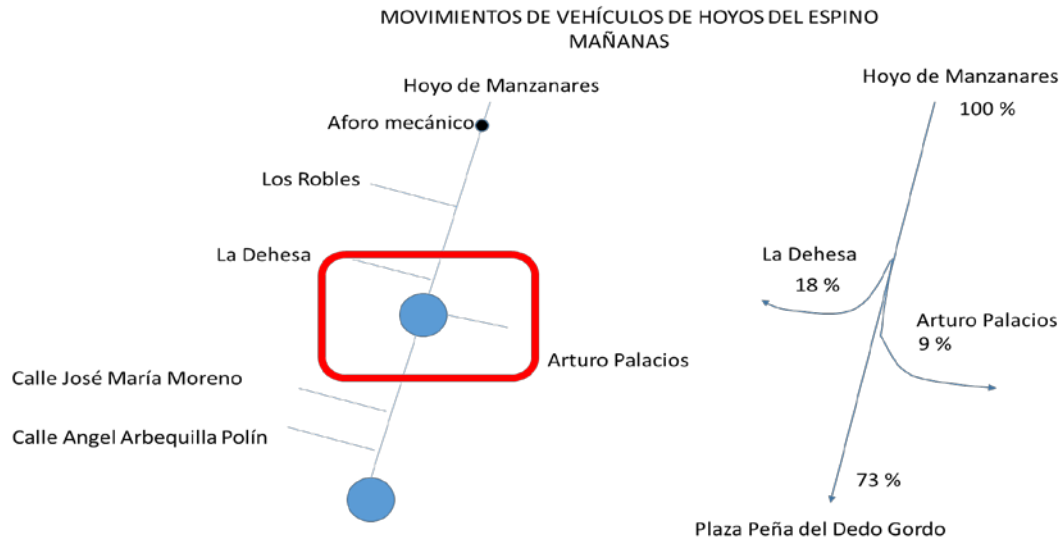 MOVIMIENTOS DE VEHÍCULOS DE HOYOS DEL ESPINO
MAÑANAS
Hoyo de Manzanares
Aforo mecánico
Los Robles
La Dehesa
Arturo Palacios
Calle José María Moreno
Calle Angel Arbequilla Polín
Hoyo de Manzanares
100 %
La Dehesa
18 %
Arturo Palacios
9 %
73 %
Plaza Peña del Dedo Gordo